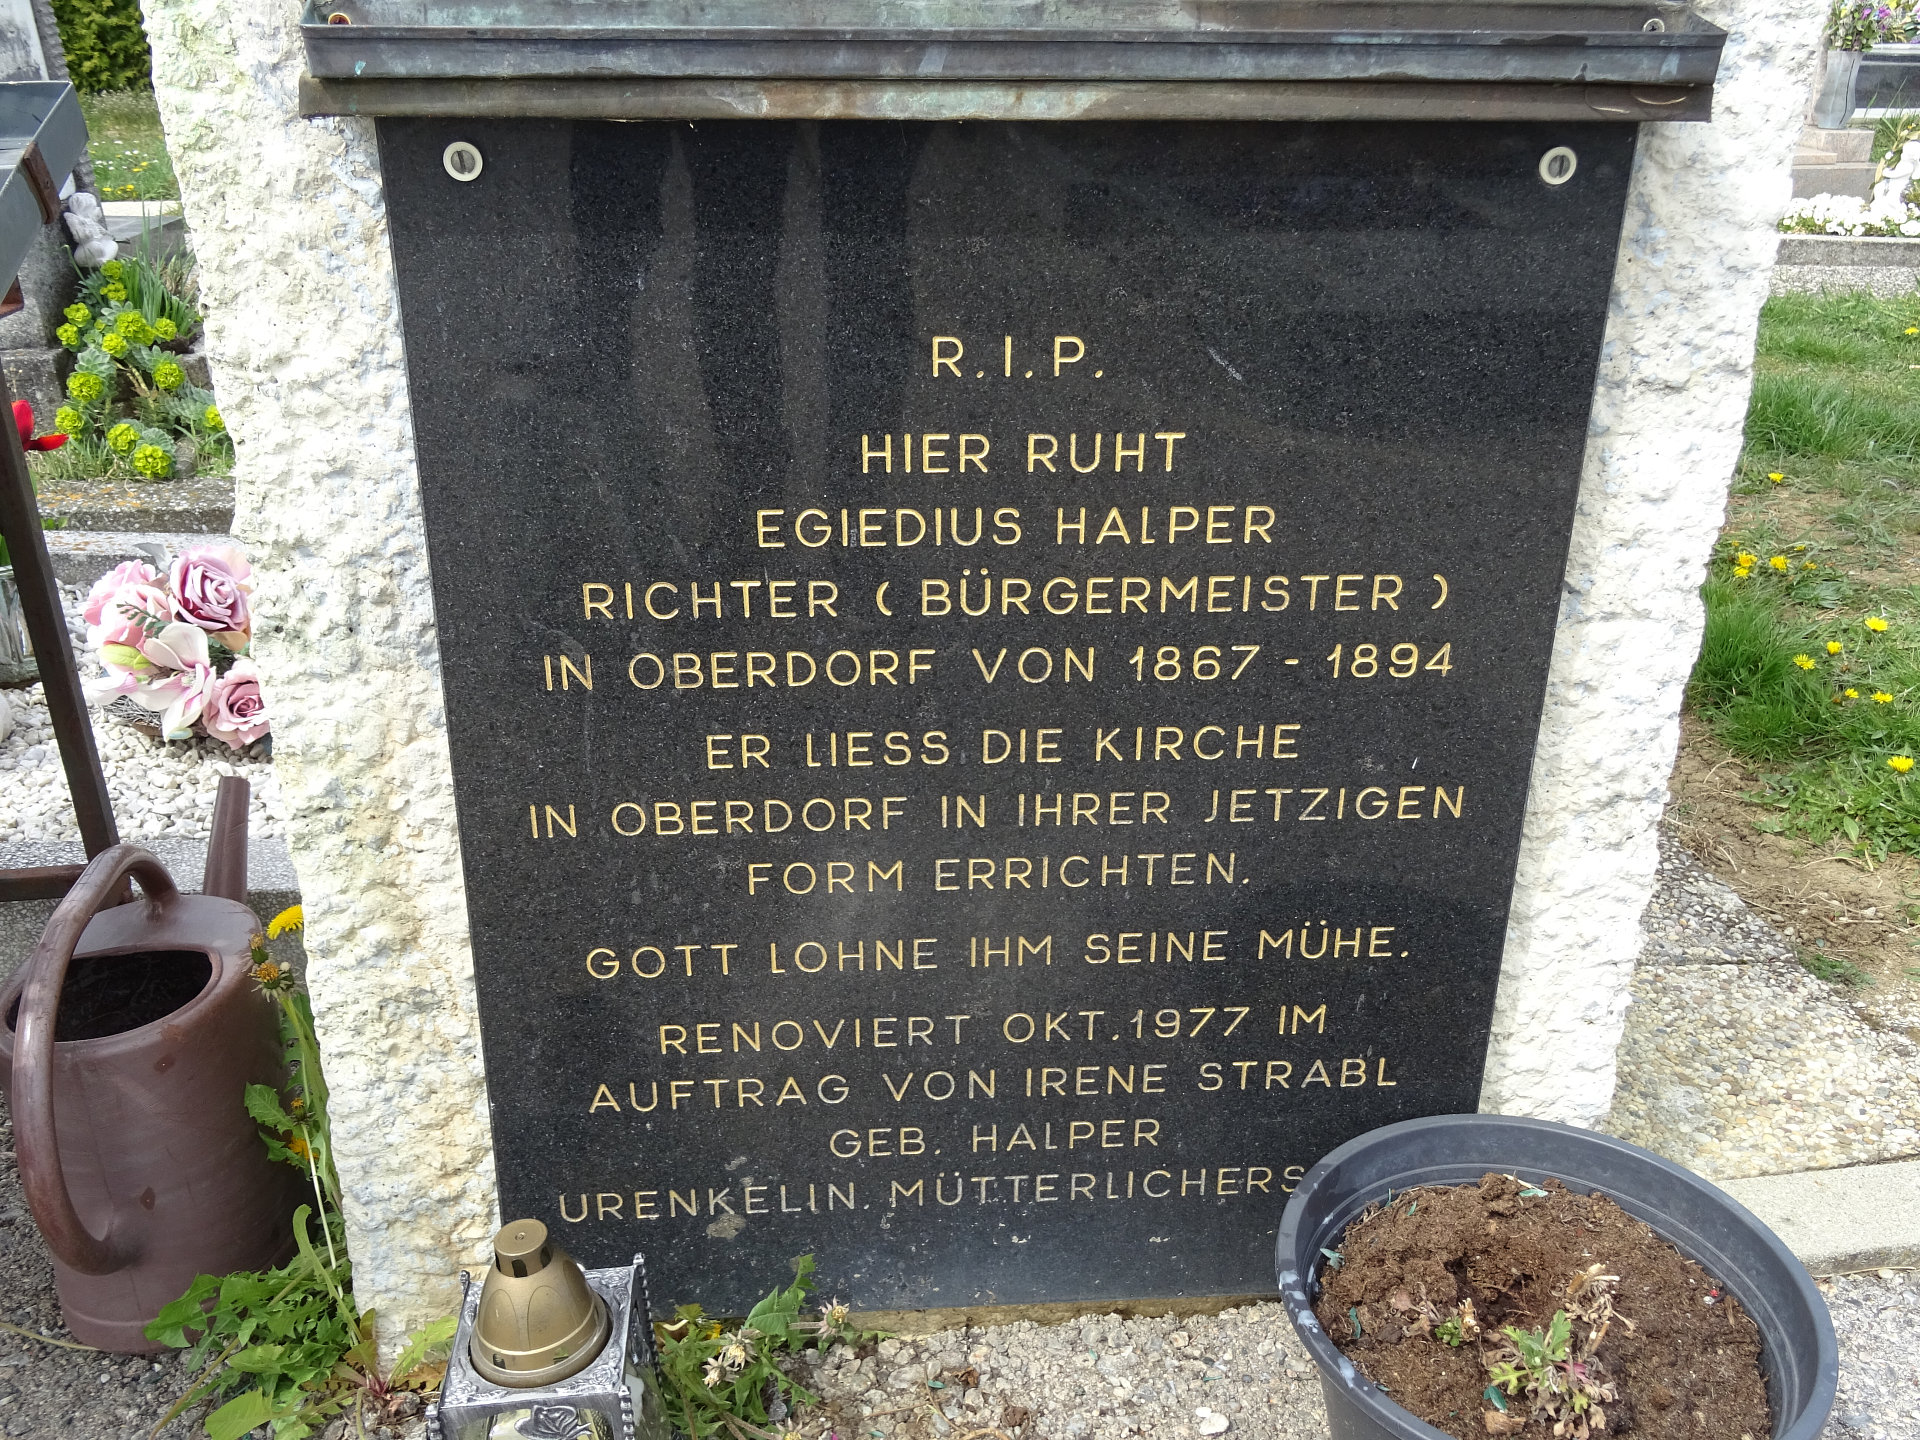 R.I.P.
HIER RUHT
EGIEDIUS HALPER
RICHTER ( BÜRGERMEISTER )
IN OBERDORF VON 1867 - 1894
ER LIESS DIE KIRCHE
IN OBERDORF IN IHRER JETZIGEN
FORM ERRICHTEN.
GOTT LOHNE IHM SEINE MÜHE.
RENOVIERT OKT. 1977 IM
AUFTRAG VON IRENE STRABL
GEB. HALPER
URENKELIN. MÜTTERLICHERS